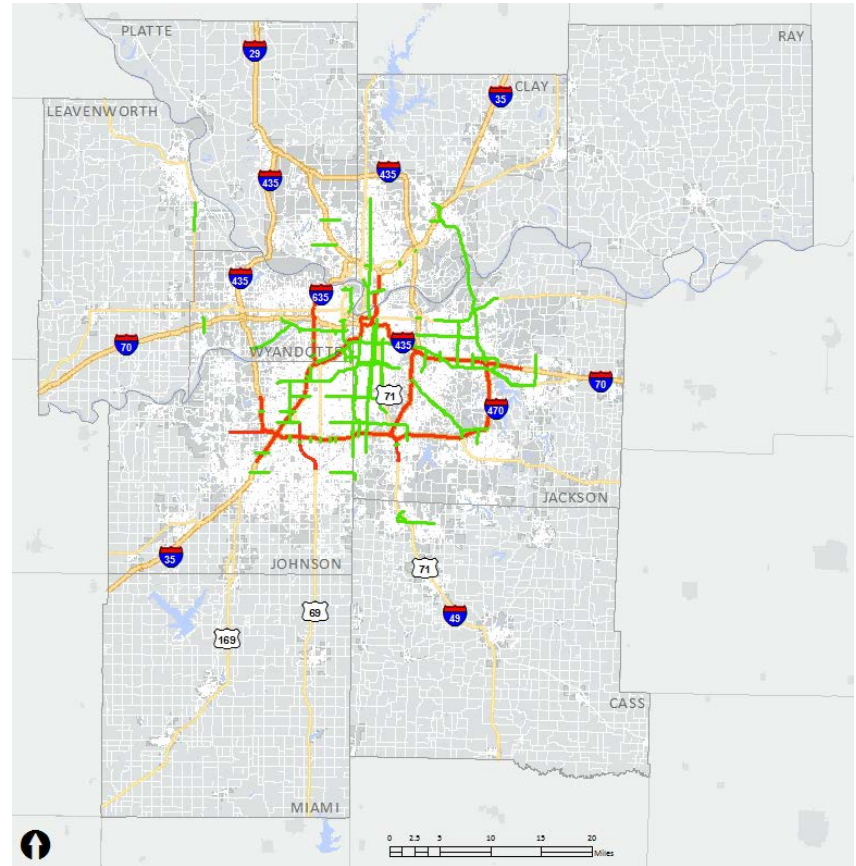 PLATTE
RAY
29
CLAY
35
LEAVENWORTH
435
435
435
635
70
WYANDOTTE
435
71
70
470
JACKSON
35
JOHNSON
71
69
49
169
CASS
MIAMI
0 2.5 5 10 15 20
Miles